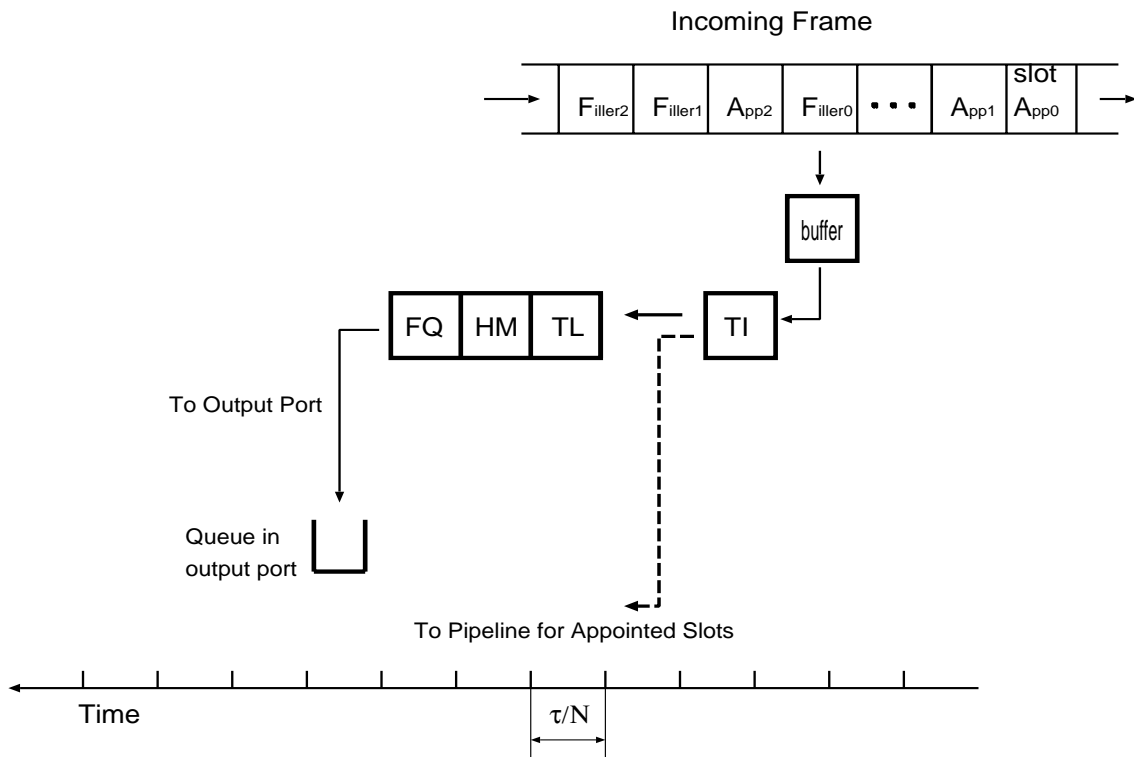 Incoming Frame
slot
Filler2 Filler1 App2 Filler0 ... App1 App0
buffer
FQ HM TL TI
To Output Port
Queue in
output port
To Pipeline for Appointed Slots
Time
τ/N